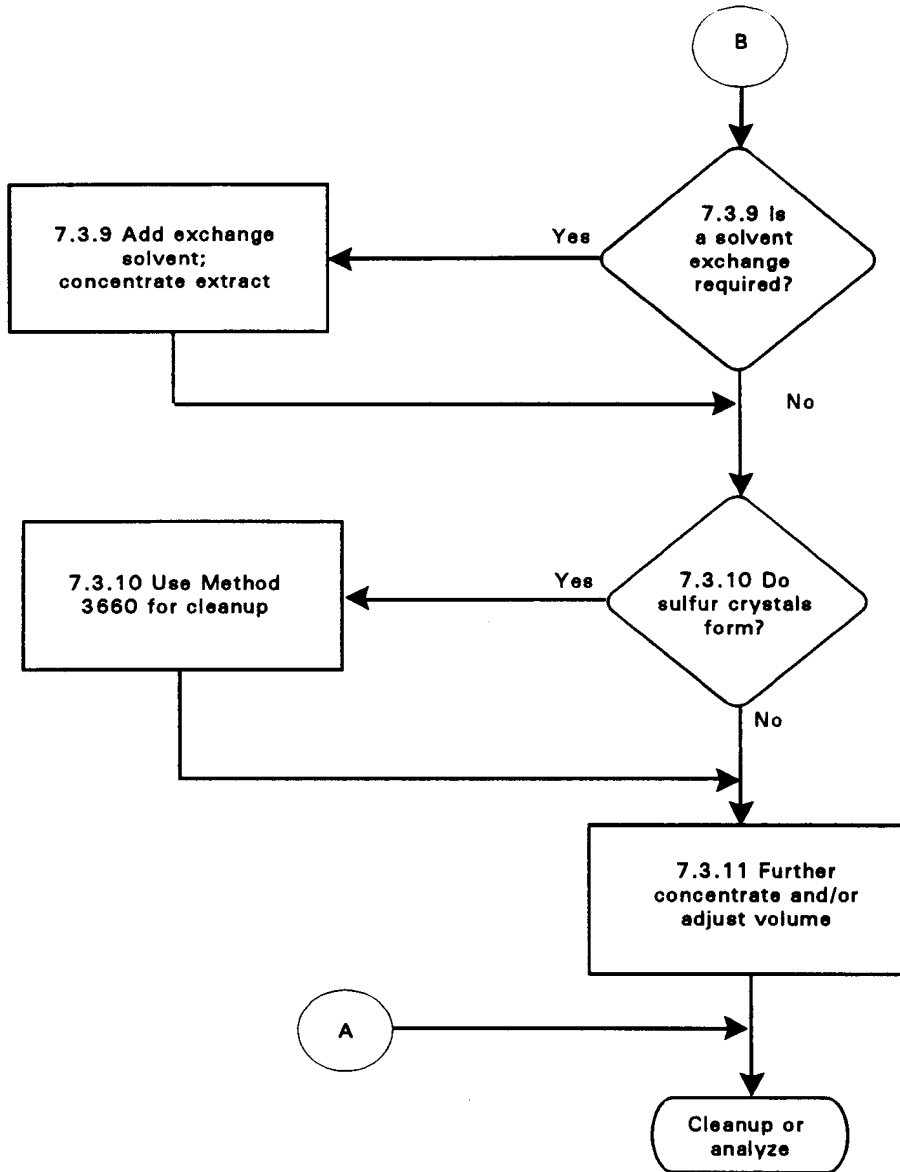 B
7.3.9 Is
a solvent
exchange
required?
Yes
7.3.9 Add exchange
solvent;
concentrate extract
No
7.3.10 Do
sulfur crystals
form?
Yes
7.3.10 Use Method
3660 for cleanup
No
7.3.11 Further
concentrate and/or
adjust volume
A
Cleanup or
analyze